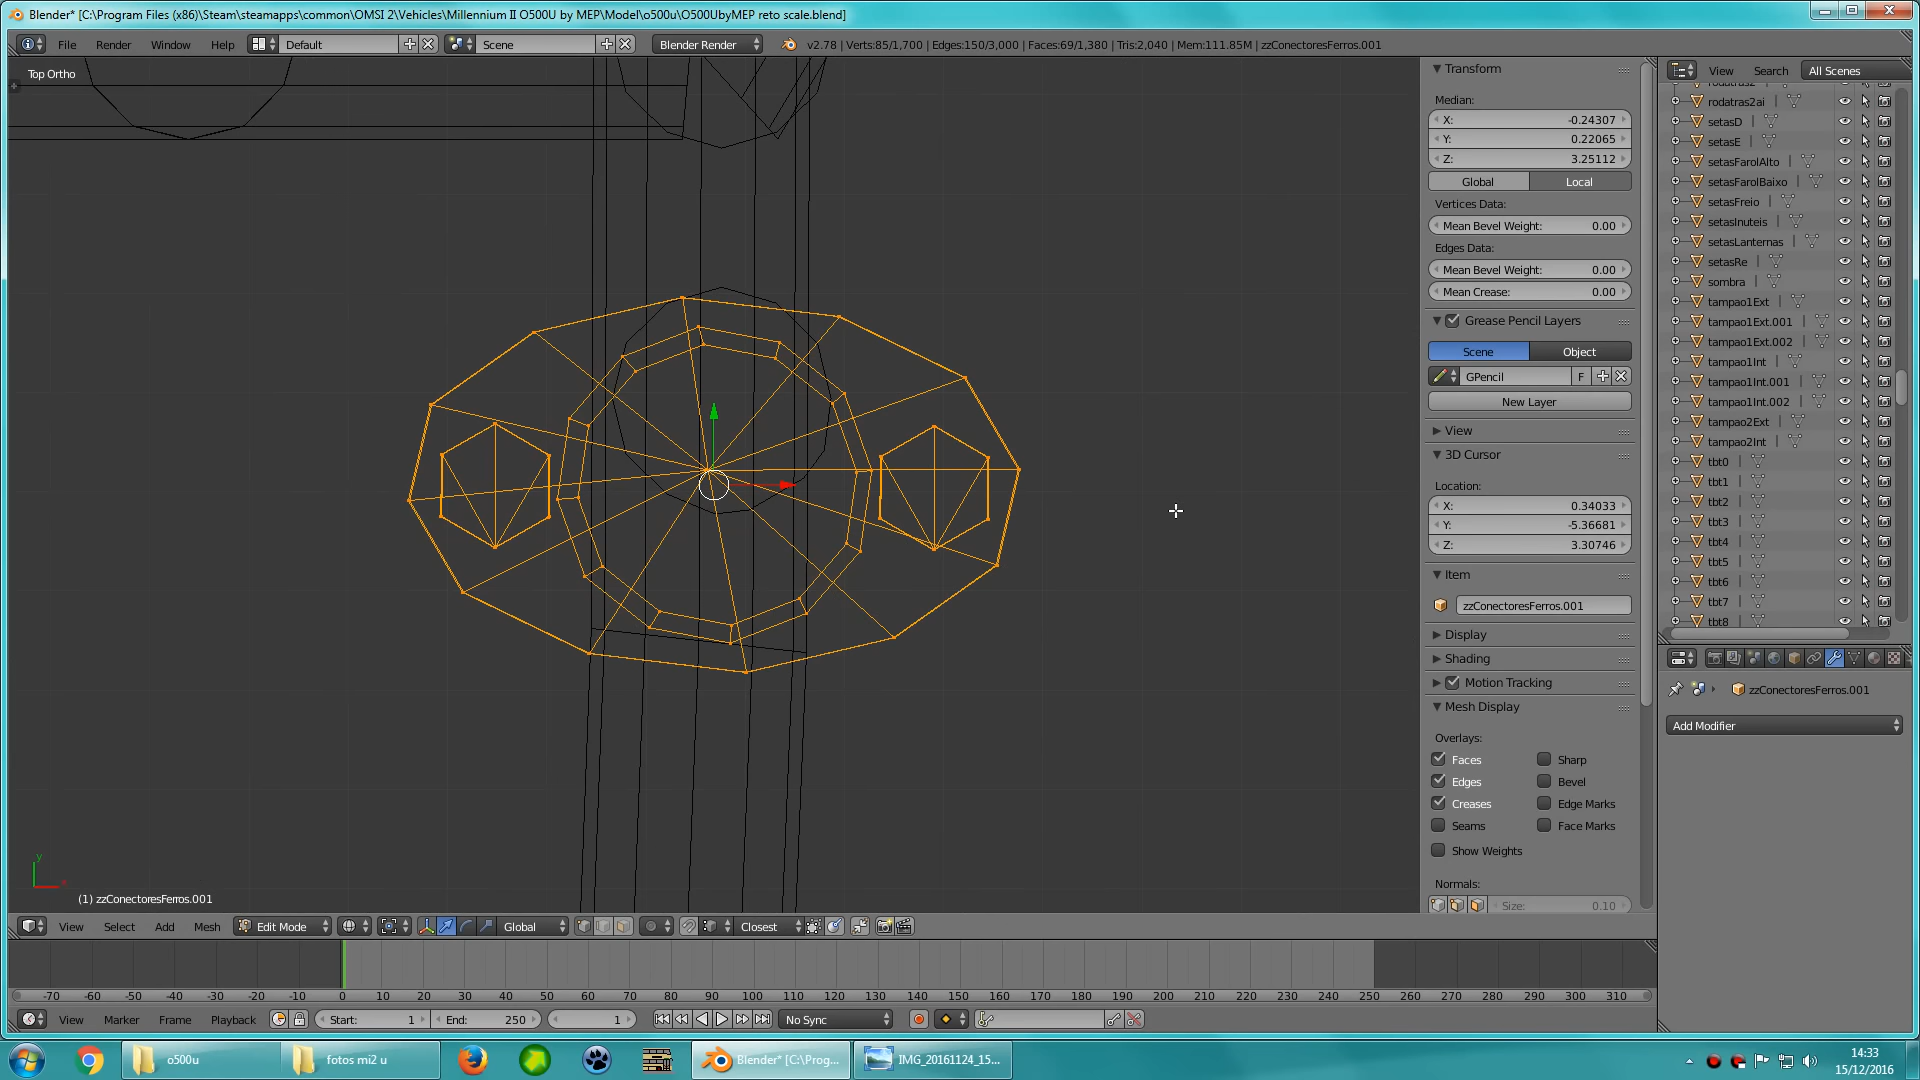 Blender* [C:\Program Files (x86)\Steam\steamapps\common\OMSI 2\Vehicles\Millennium II O500U by MEP\Model\o500u\O500UbyMEP reto scale.blend]
File Render Window Help Default Scene Blender Render v2.78 | Verts:85/1,700 | Edges:150/3,000 | Faces:69/1,380 | Tris:2,040 | Mem:111.85M | zzConectoresFerros.001
Top Ortho
(1) zzConectoresFerros.001
Transform
Median:
X: -0.24307
Y: 0.22065
Z: 3.25112
Global Local
Vertices Data:
Mean Bevel Weight: 0.00
Edges Data:
Mean Bevel Weight: 0.00
Mean Crease: 0.00
Grease Pencil Layers
Scene Object
GPencil F
New Layer
View
3D Cursor
Location:
X: 0.34033
Y: -5.36681
Z: 3.30746
Item
zzConectoresFerros.001
Display
Shading
Motion Tracking
Mesh Display
Overlays:
Faces Sharp
Edges Bevel
Creases Edge Marks
Seams Face Marks
Show Weights
Normals:
Size: 0.10
View Search All Scenes
rodatras2
rodatras2ai
setasD
setasE
setasFarolAlto
setasFarolBaixo
setasFreio
setasInuteis
setasLanternas
setasRe
sombra
tampao1Ext
tampao1Ext.001
tampao1Ext.002
tampao1Int
tampao1Int.001
tampao1Int.002
tampao2Ext
tampao2Int
tbt0
tbt1
tbt2
tbt3
tbt4
tbt5
tbt6
tbt7
tbt8
zzConectoresFerros.001
Add Modifier
View Select Add Mesh Edit Mode Global Closest
-70 -60 -50 -40 -30 -20 -10 0 10 20 30 40 50 60 70 80 90 100 110 120 130 140 150 160 170 180 190 200 210 220 230 240 250 260 270 280 290 300 310
View Marker Frame Playback Start: 1 End: 250 1 No Sync
o500u fotos mi2 u Blender* [C:\Prog... IMG_20161124_15...
14:33
15/12/2016
y